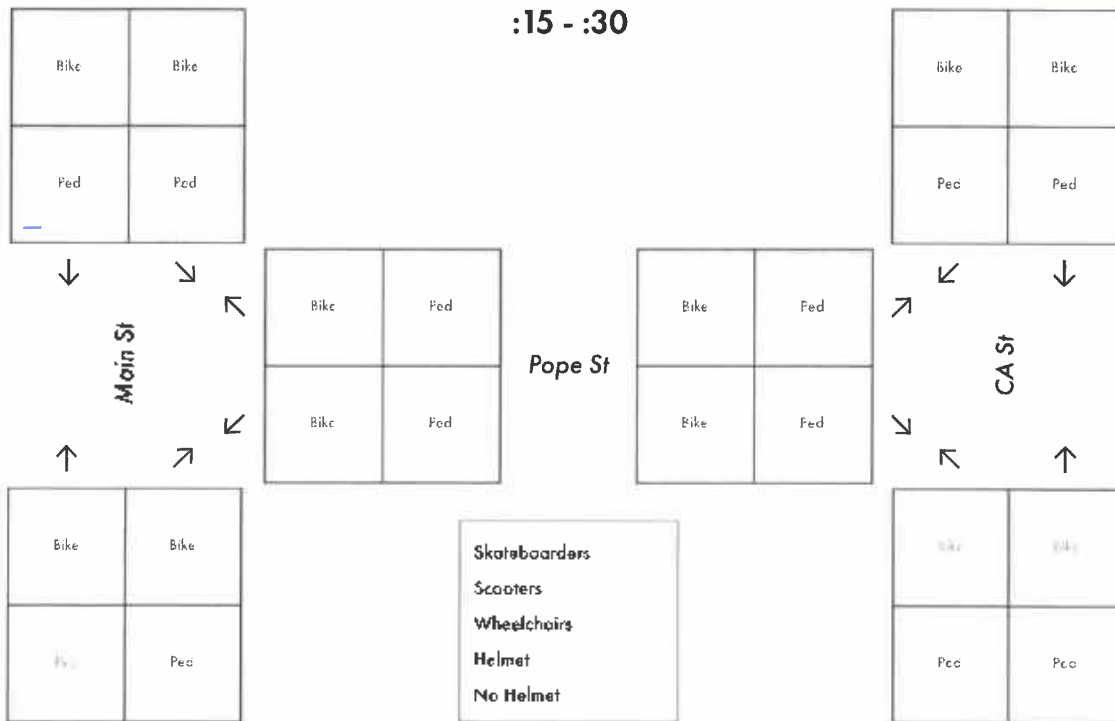 :15 - :30
Bike Bike
Ped Ped
Bike Bike
Ped Ped
Main St
Bike Ped
Bike Ped
Pope St
Bike Ped
Bike Ped
CA St
Bike Bike
Ped
Ped Ped
Skateboarders
Scooters
Wheelchairs
Helmet
No Helmet